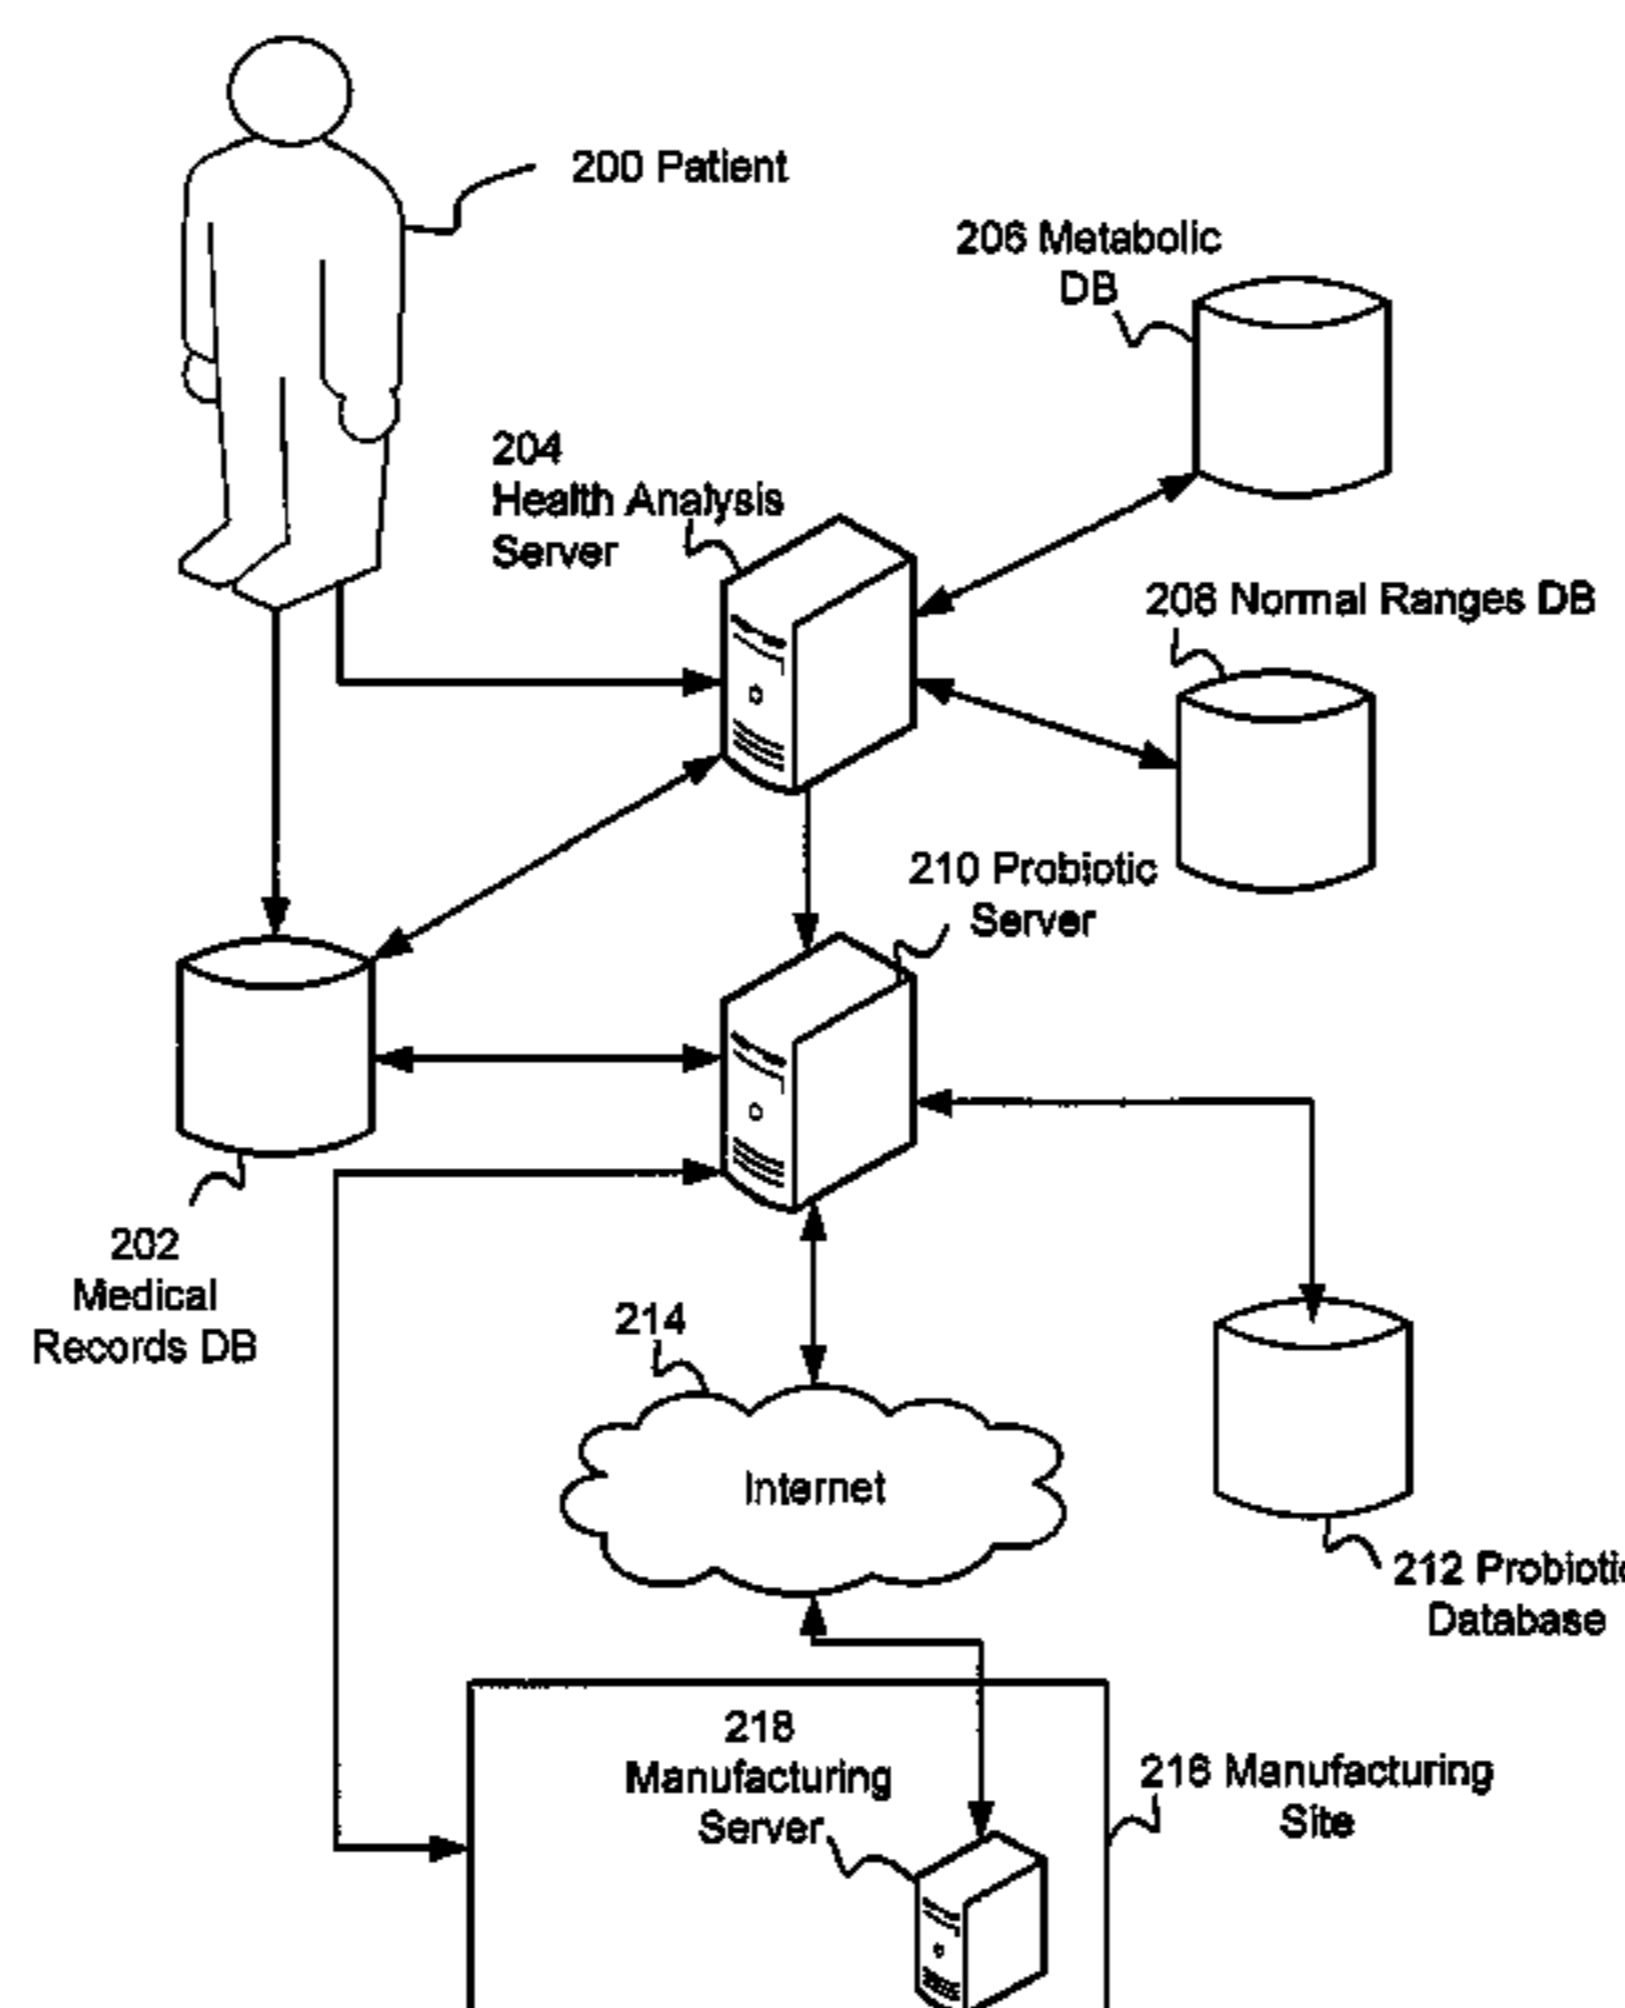 200 Patient
206 Metabolic
DB
204
Health Analysis
Server
208 Normal Ranges DB
210 Probiotic
Server
202
Medical
Records DB
214
Internet
212 Probiotic
Database
218
Manufacturing
Server
216 Manufacturing
Site